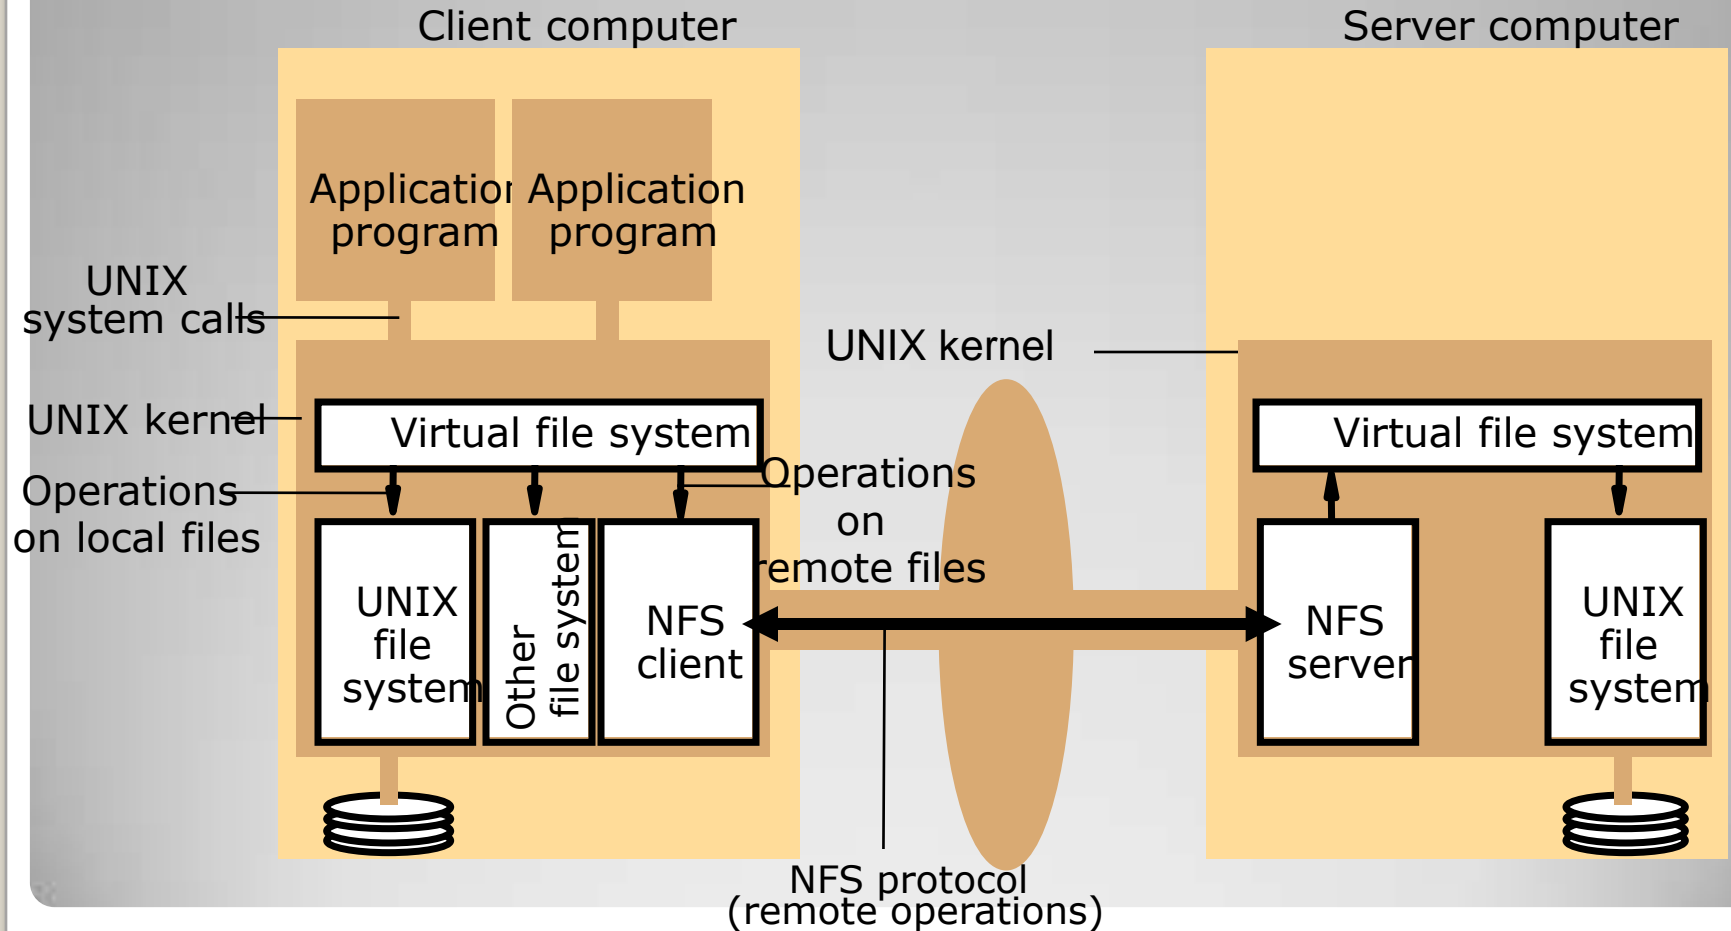 Client computer
Server computer
Application
program
Application
program
UNIX
system calls
UNIX kernel
UNIX kernel
Virtual file system
Virtual file system
Operations
on local files
Operations
on
remote files
UNIX
file
system
Other
file system
NFS
client
NFS
server
UNIX
file
system
NFS protocol
(remote operations)